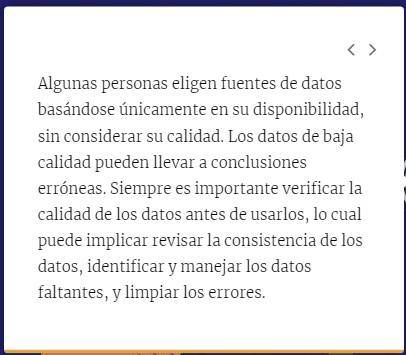 Algunas personas eligen fuentes de datos
basándose únicamente en su disponibilidad,
sin considerar su calidad. Los datos de baja
calidad pueden llevar a conclusiones
erróneas. Siempre es importante verificar la
calidad de los datos antes de usarlos, lo cual
puede implicar revisar la consistencia de los
datos, identificar y manejar los datos
faltantes, y limpiar los errores.